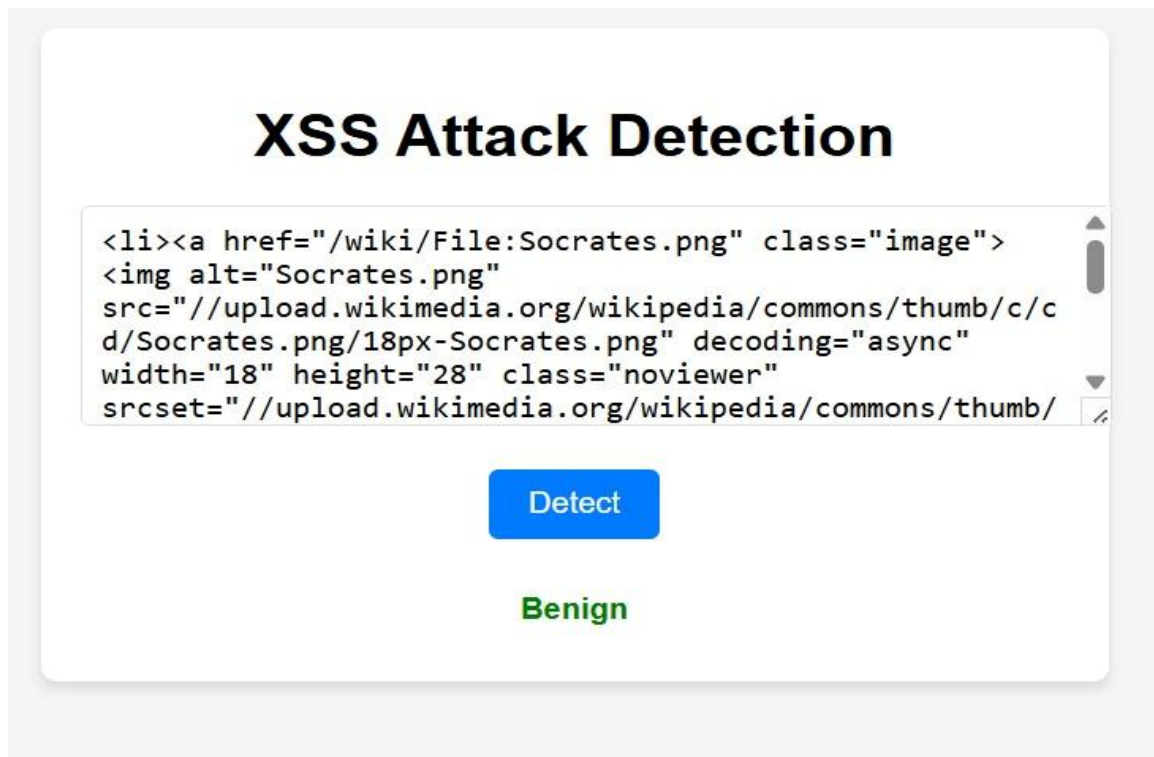 XSS Attack Detection
<li><a href="/wiki/File:Socrates.png" class="image">
<img alt="Socrates.png"
src="//upload.wikimedia.org/wikipedia/commons/thumb/c/c
d/Socrates.png/18px-Socrates.png" decoding="async"
width="18" height="28" class="noviewer"
srcset="//upload.wikimedia.org/wikipedia/commons/thumb/
Detect
Benign